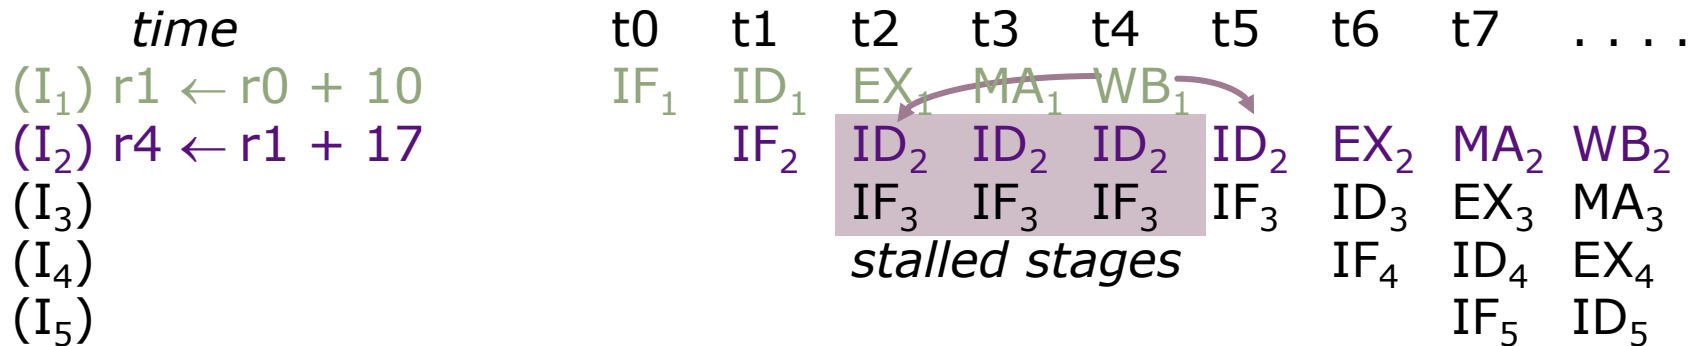 time t0 t1 t2 t3 t4 t5 t6 t7 . . . .
(I₁) r1 ← r0 + 10 IF₁ ID₁ EX₁ MA₁ WB₁
(I₂) r4 ← r1 + 17 IF₂ ID₂ ID₂ ID₂ ID₂ EX₂ MA₂ WB₂
(I₃) IF₃ IF₃ IF₃ IF₃ ID₃ EX₃ MA₃
(I₄) stalled stages IF₄ ID₄ EX₄
(I₅) IF₅ ID₅